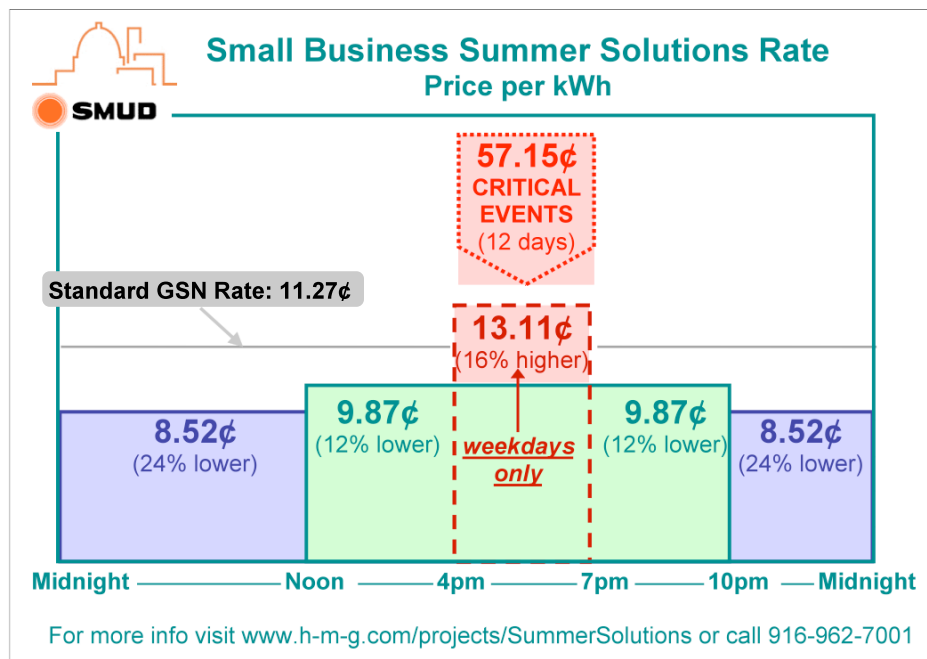 Small Business Summer Solutions Rate
Price per kWh
SMUD
57.15¢
CRITICAL
EVENTS
(12 days)
Standard GSN Rate: 11.27¢
13.11¢
(16% higher)
8.52¢
(24% lower)
9.87¢
(12% lower)
weekdays
only
9.87¢
(12% lower)
8.52¢
(24% lower)
Midnight Noon 4pm 7pm 10pm Midnight
For more info visit www.h-m-g.com/projects/SummerSolutions or call 916-962-7001